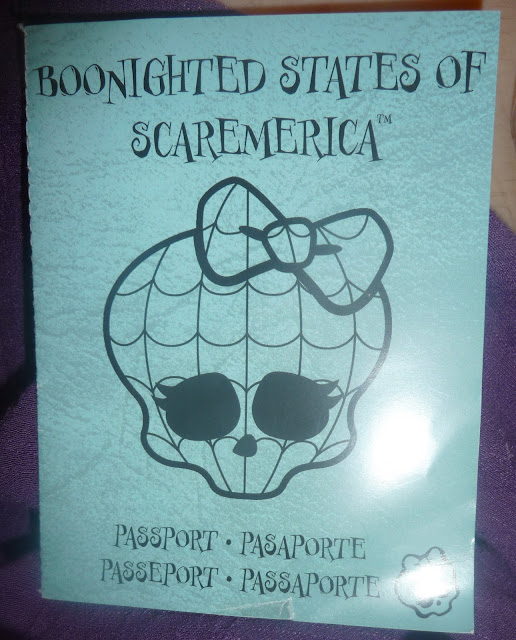 BOONIGHTED STATES OF
SCAREMERICA™
PASSPORT • PASAPORTE
PASSEPORT • PASSAPORTE